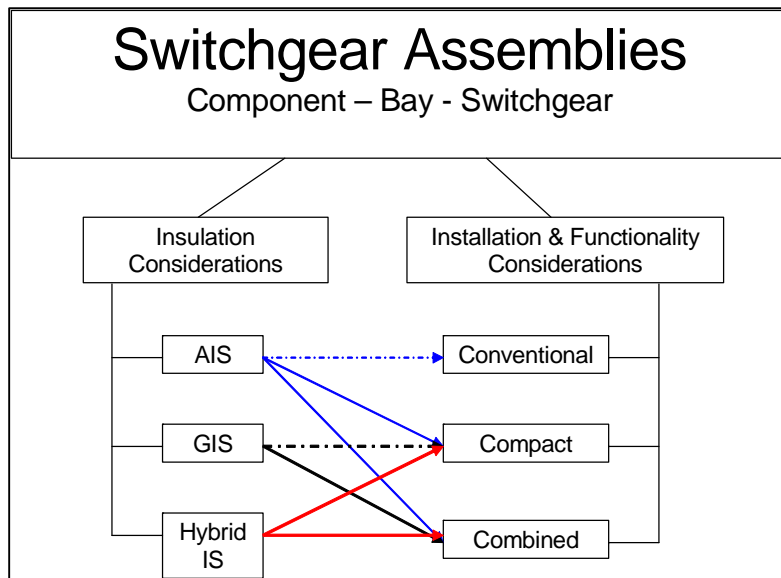 Switchgear Assemblies
Component – Bay - Switchgear
Insulation
Considerations
Installation & Functionality
Considerations
AIS
Conventional
GIS
Compact
Hybrid
IS
Combined